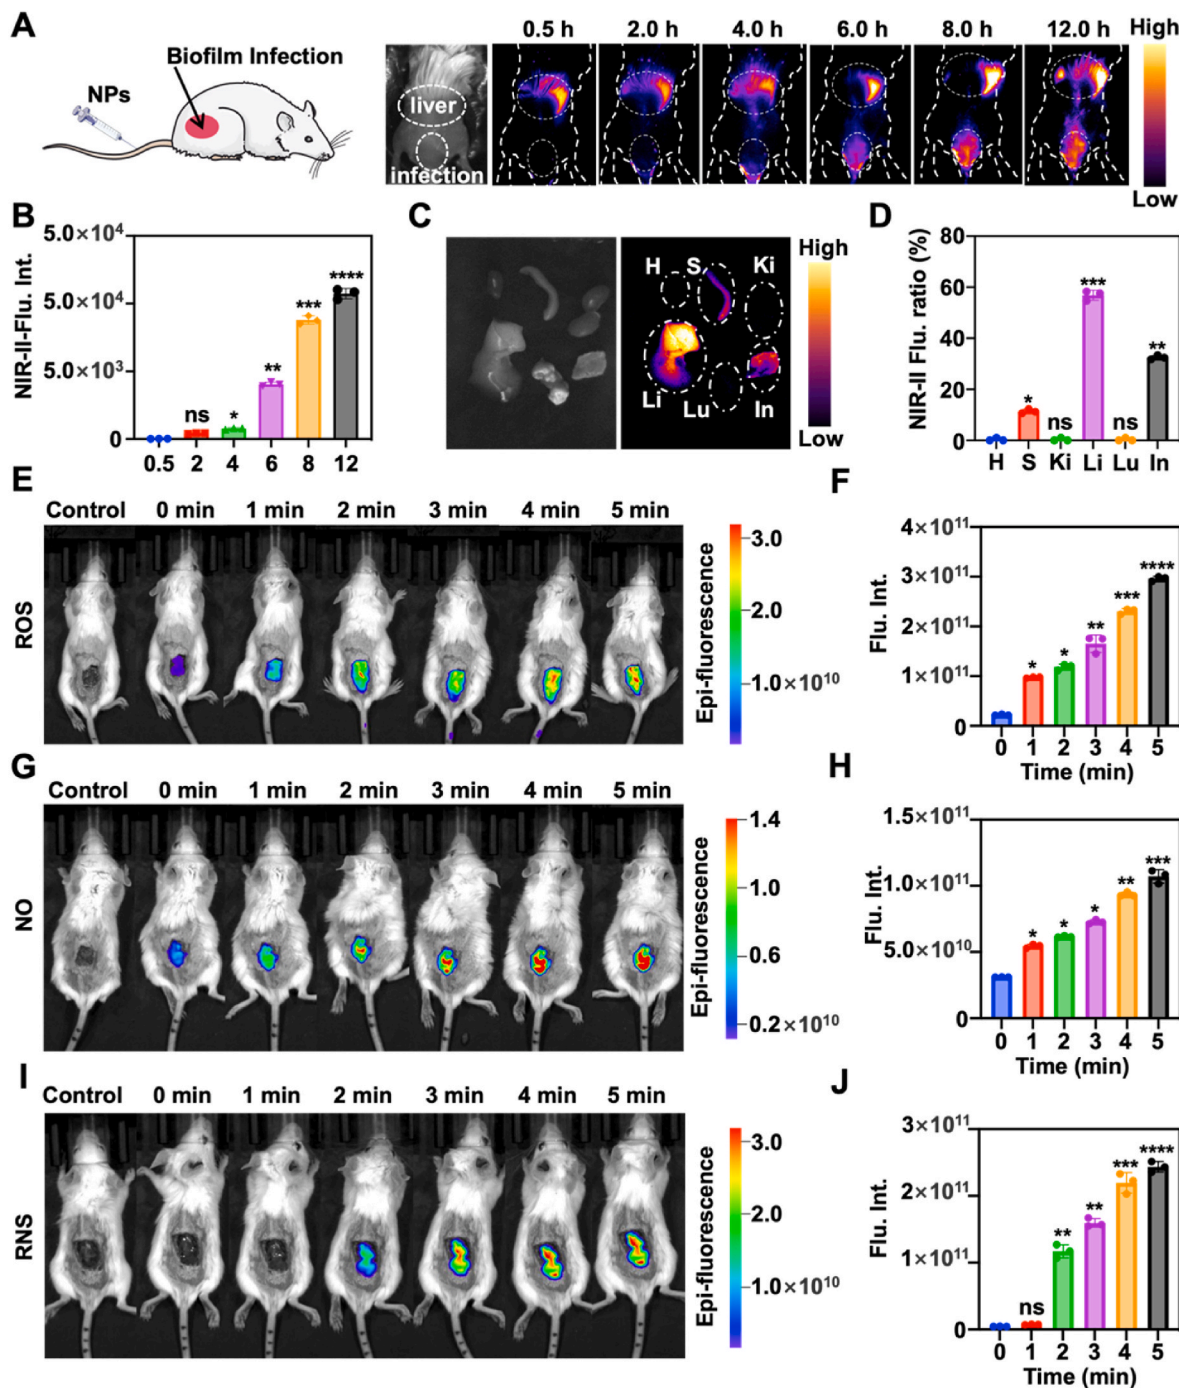 A
Biofilm Infection
NPs
liver
infection
0.5 h 2.0 h 4.0 h 6.0 h 8.0 h 12.0 h
High
Low
B
NIR-II-Flu. Int.
5.0×10⁴
5.0×10⁴
5.0×10³
0
ns * ** *** ****
0.5 2 4 6 8 12
C
H S Ki
Li Lu In
High
Low
D
NIR-II Flu. ratio (%)
80
60
40
20
0
* ns *** ns **
H S Ki Li Lu In
E
Control 0 min 1 min 2 min 3 min 4 min 5 min
ROS
Epi-fluorescence
3.0
2.0
1.0×10¹⁰
F
Flu. Int.
4×10¹¹
3×10¹¹
2×10¹¹
1×10¹¹
0
* * ** *** ****
0 1 2 3 4 5
Time (min)
G
Control 0 min 1 min 2 min 3 min 4 min 5 min
NO
Epi-fluorescence
1.4
1.0
0.6
0.2×10¹⁰
H
Flu. Int.
1.5×10¹¹
1.0×10¹¹
5.0×10¹⁰
0
* * * ** ***
0 1 2 3 4 5
Time (min)
I
Control 0 min 1 min 2 min 3 min 4 min 5 min
RNS
Epi-fluorescence
3.0
2.0
1.0×10¹⁰
J
Flu. Int.
3×10¹¹
2×10¹¹
1×10¹¹
0
ns ** ** *** ****
0 1 2 3 4 5
Time (min)